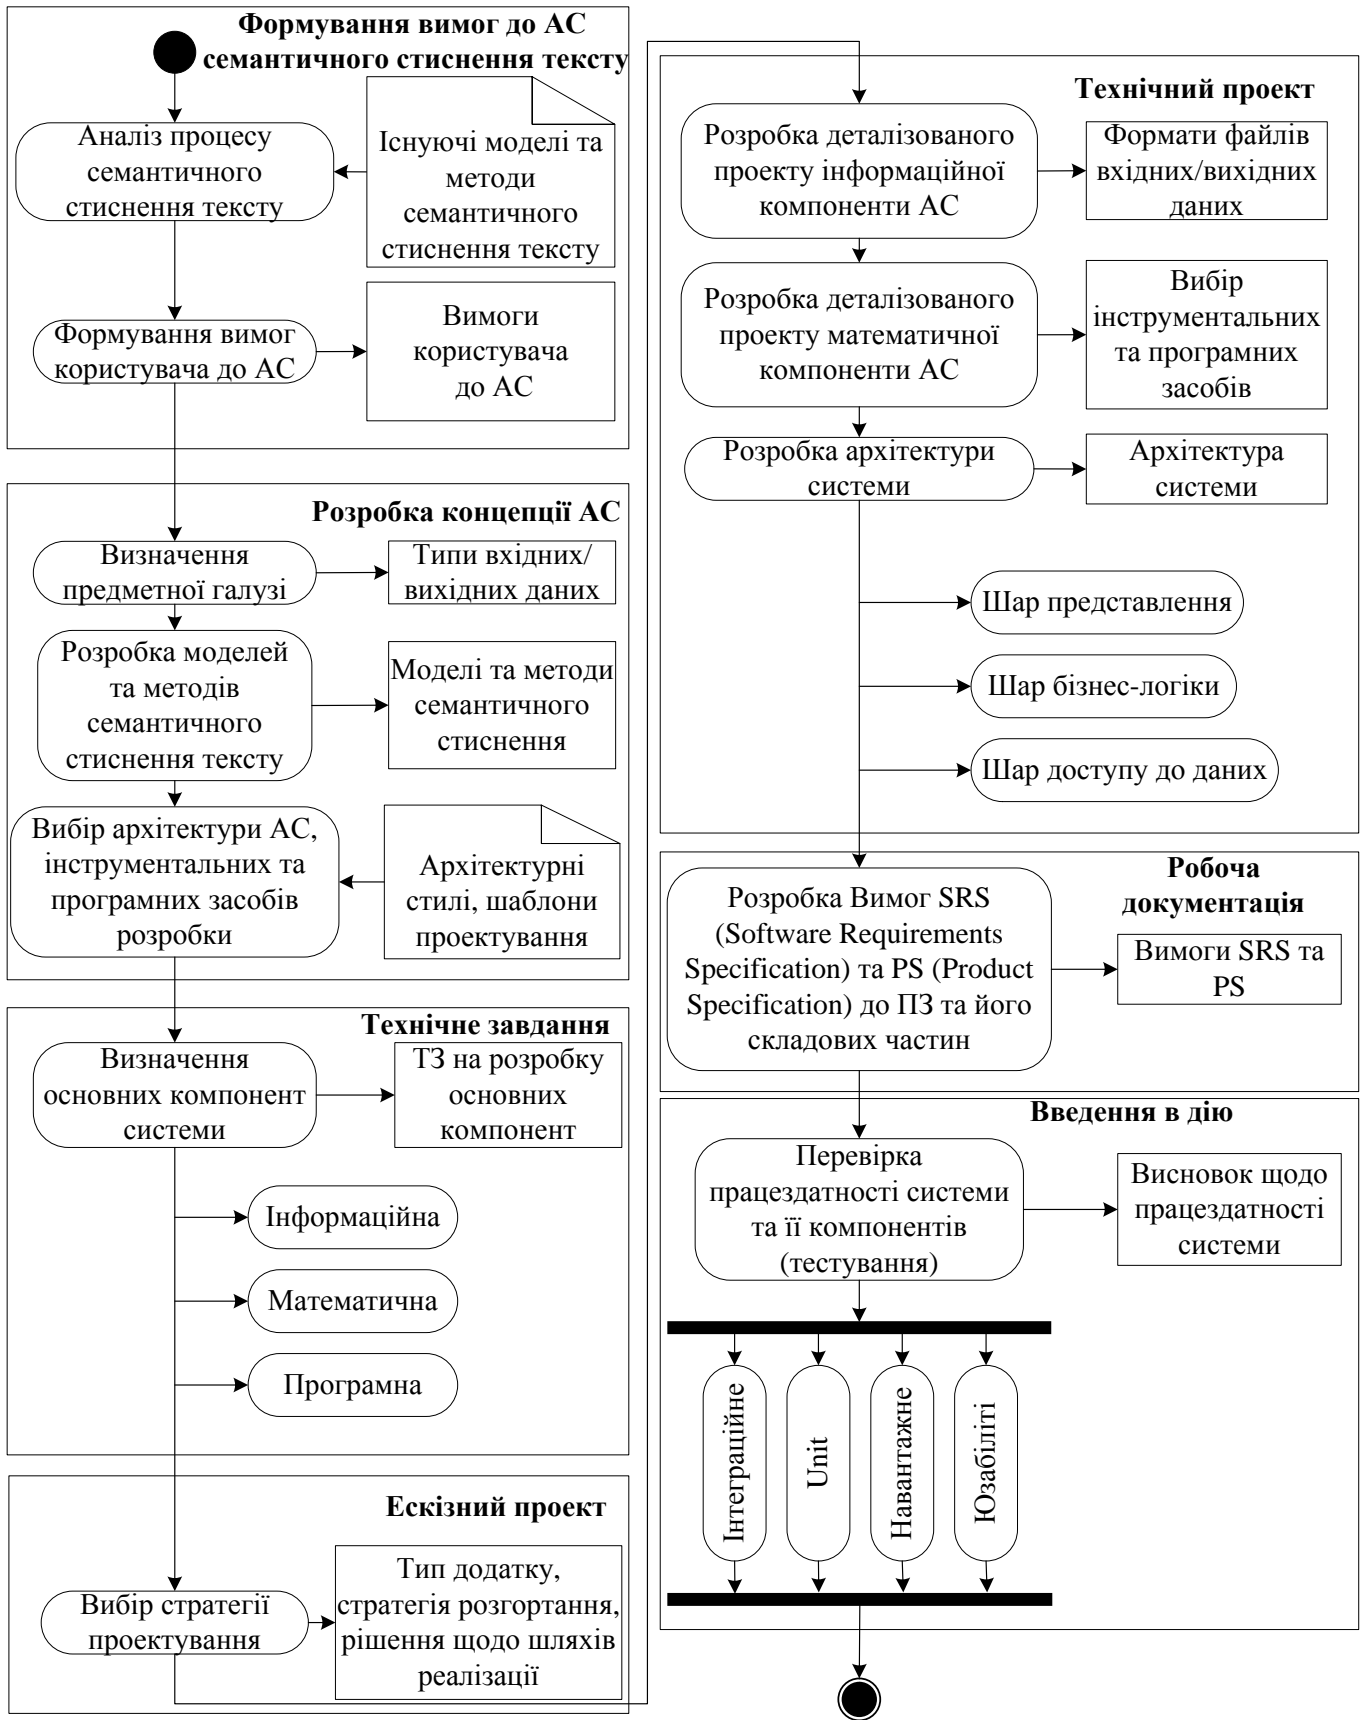 Формування вимог до АС
семантичного стиснення тексту
Аналіз процесу
семантичного
стиснення тексту
Існуючі моделі та
методи
семантичного
стиснення тексту
Формування вимог
користувача до АС
Вимоги
користувача
до АС
Розробка концепції АС
Визначення
предметної галузі
Типи вхідних/
вихідних даних
Розробка моделей
та методів
семантичного
стиснення тексту
Моделі та методи
семантичного
стиснення
Вибір архітектури АС,
інструментальних та
програмних засобів
розробки
Архітектурні
стилі, шаблони
проектування
Технічне завдання
Визначення
основних компонент
системи
ТЗ на розробку
основних
компонент
Інформаційна
Математична
Програмна
Ескізний проект
Вибір стратегії
проектування
Тип додатку,
стратегія розгортання,
рішення щодо шляхів
реалізації
Технічний проект
Розробка деталізованого
проекту інформаційної
компоненти АС
Формати файлів
вхідних/вихідних
даних
Розробка деталізованого
проекту математичної
компоненти АС
Вибір
інструментальних
та програмних
засобів
Розробка архітектури
системи
Архітектура
системи
Шар представлення
Шар бізнес-логіки
Шар доступу до даних
Робоча
документація
Розробка Вимог SRS
(Software Requirements
Specification) та PS (Product
Specification) до ПЗ та його
складових частин
Вимоги SRS та
PS
Введення в дію
Перевірка
працездатності системи
та її компонентів
(тестування)
Висновок щодо
працездатності
системи
Інтеграційне
Unit
Навантажне
Юзабіліті